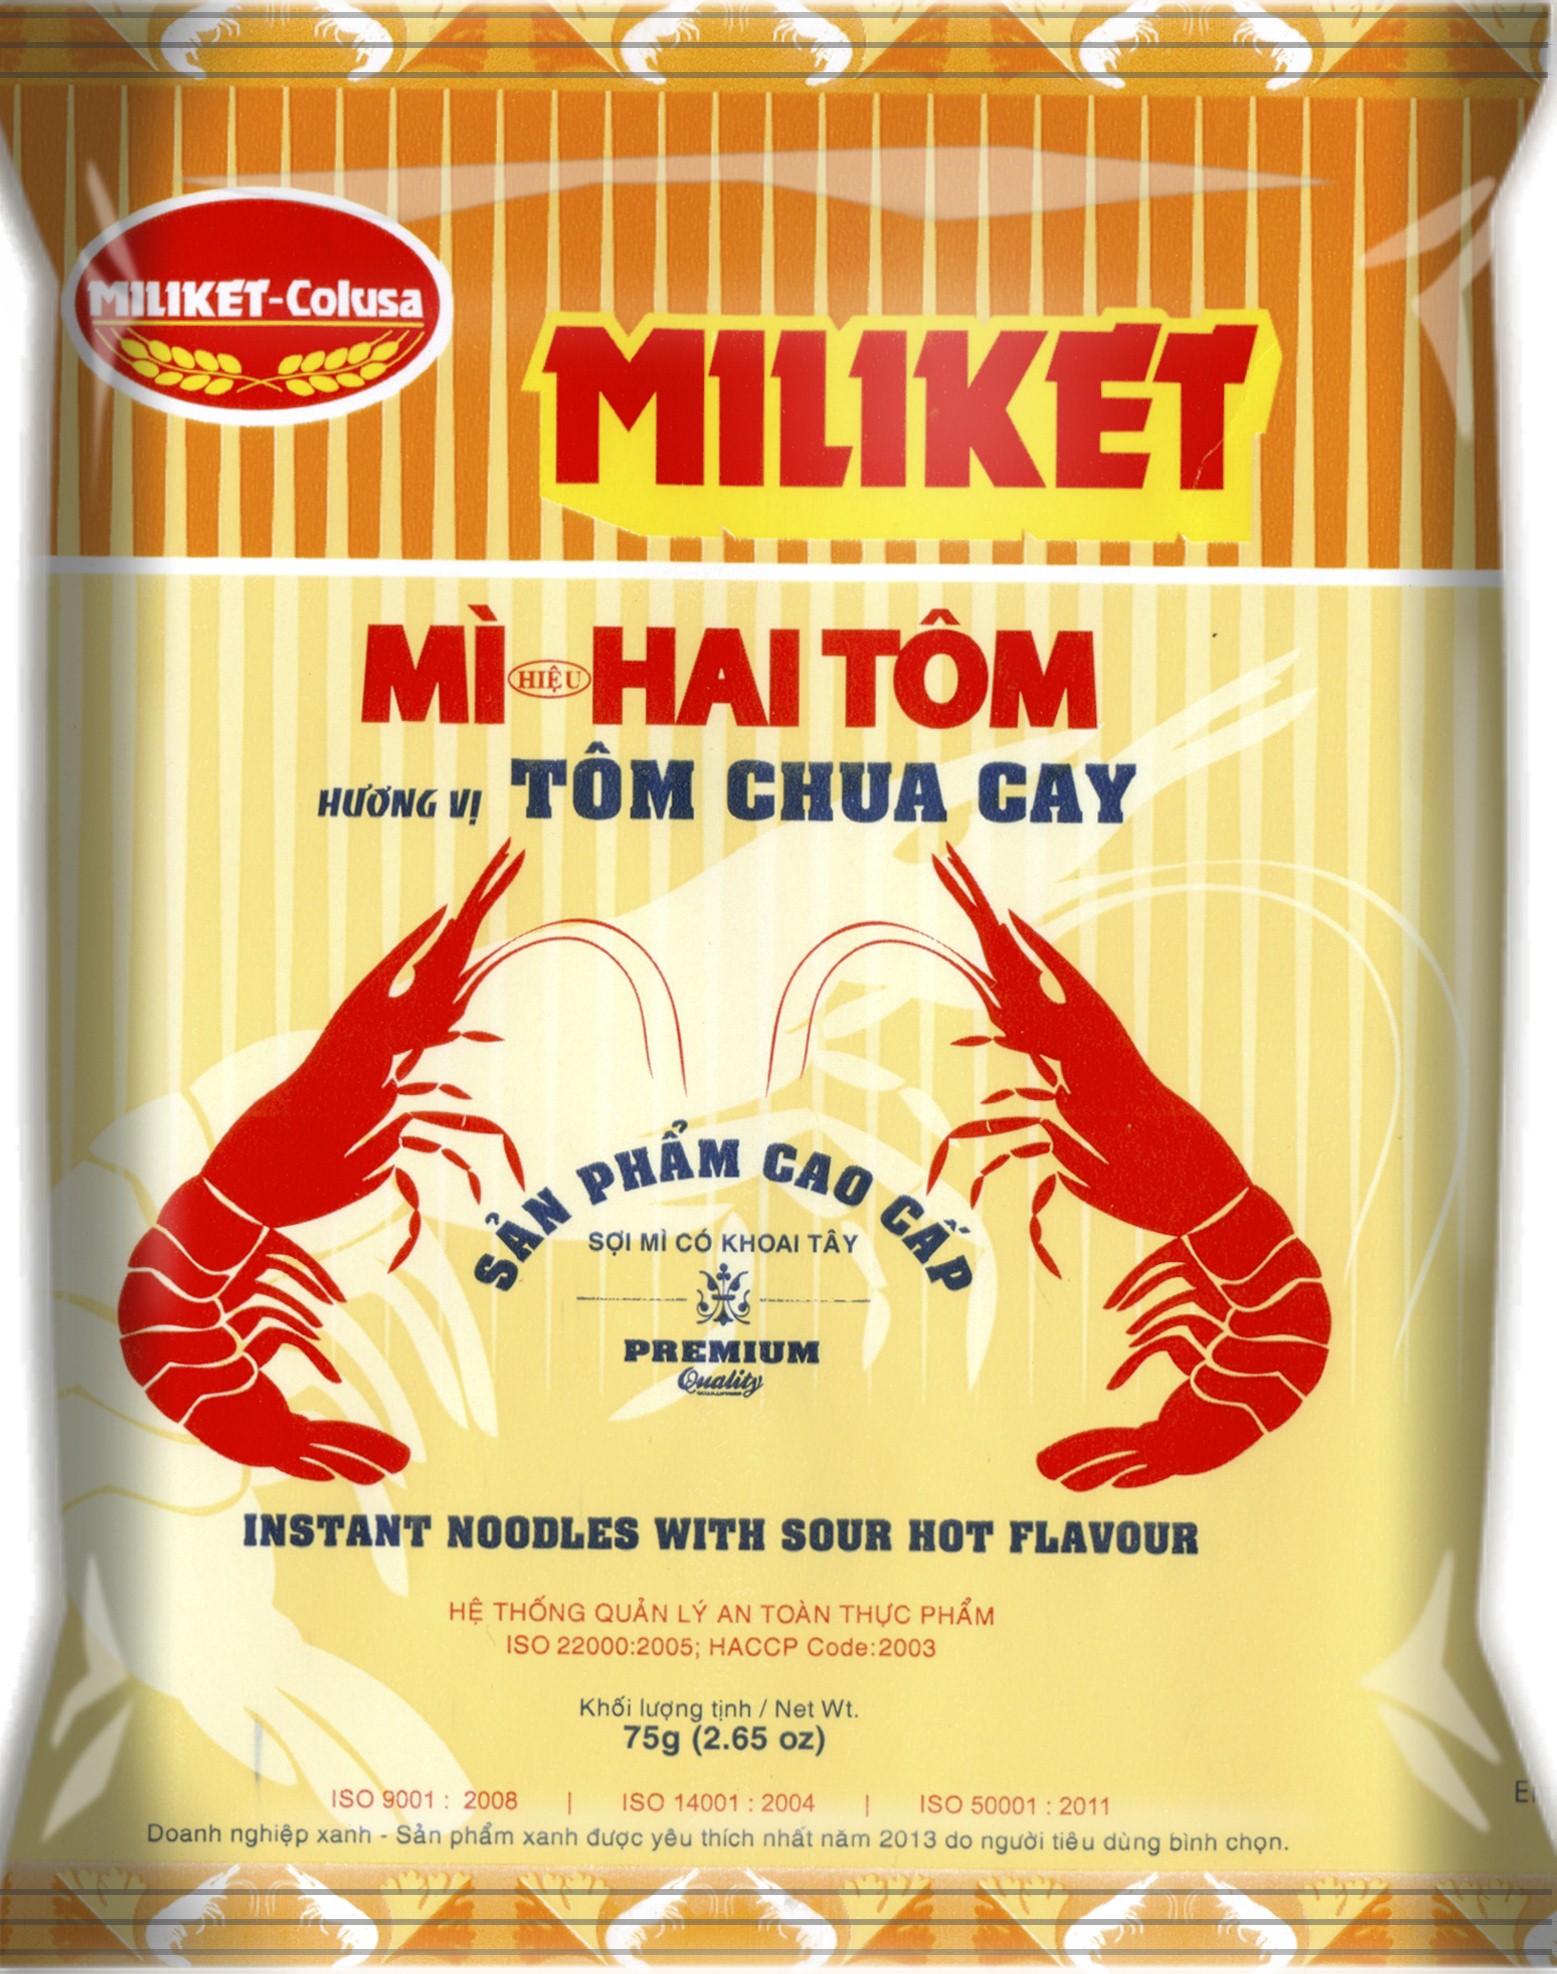 MILIKÉT-Colusa
MILIKÉT
MÌ HIỆU HAI TÔM
HƯƠNG VỊ TÔM CHUA CAY
SẢN PHẨM CAO CẤP
SỢI MÌ CÓ KHOAI TÂY
PREMIUM
Quality
INSTANT NOODLES WITH SOUR HOT FLAVOUR
HỆ THỐNG QUẢN LÝ AN TOÀN THỰC PHẨM
ISO 22000:2005; HACCP Code:2003
Khối lượng tịnh / Net Wt.
75g (2.65 oz)
ISO 9001 : 2008 | ISO 14001 : 2004 | ISO 50001 : 2011
Doanh nghiệp xanh - Sản phẩm xanh được yêu thích nhất năm 2013 do người tiêu dùng bình chọn.